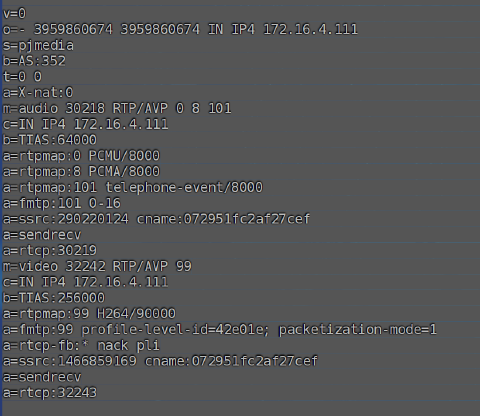 v=0
o=- 3959860674 3959860674 IN IP4 172.16.4.111
s=pjmedia
b=AS:352
t=0 0
a=X-nat:0
m=audio 30218 RTP/AVP 0 8 101
c=IN IP4 172.16.4.111
b=TIAS:64000
a=rtpmap:0 PCMU/8000
a=rtpmap:8 PCMA/8000
a=rtpmap:101 telephone-event/8000
a=fmtp:101 0-16
a=ssrc:290220124 cname:072951fc2af27cef
a=sendrecv
a=rtcp:30219
m=video 32242 RTP/AVP 99
c=IN IP4 172.16.4.111
b=TIAS:256000
a=rtpmap:99 H264/90000
a=fmtp:99 profile-level-id=42e01e; packetization-mode=1
a=rtcp-fb:* nack pli
a=ssrc:1466859169 cname:072951fc2af27cef
a=sendrecv
a=rtcp:32243